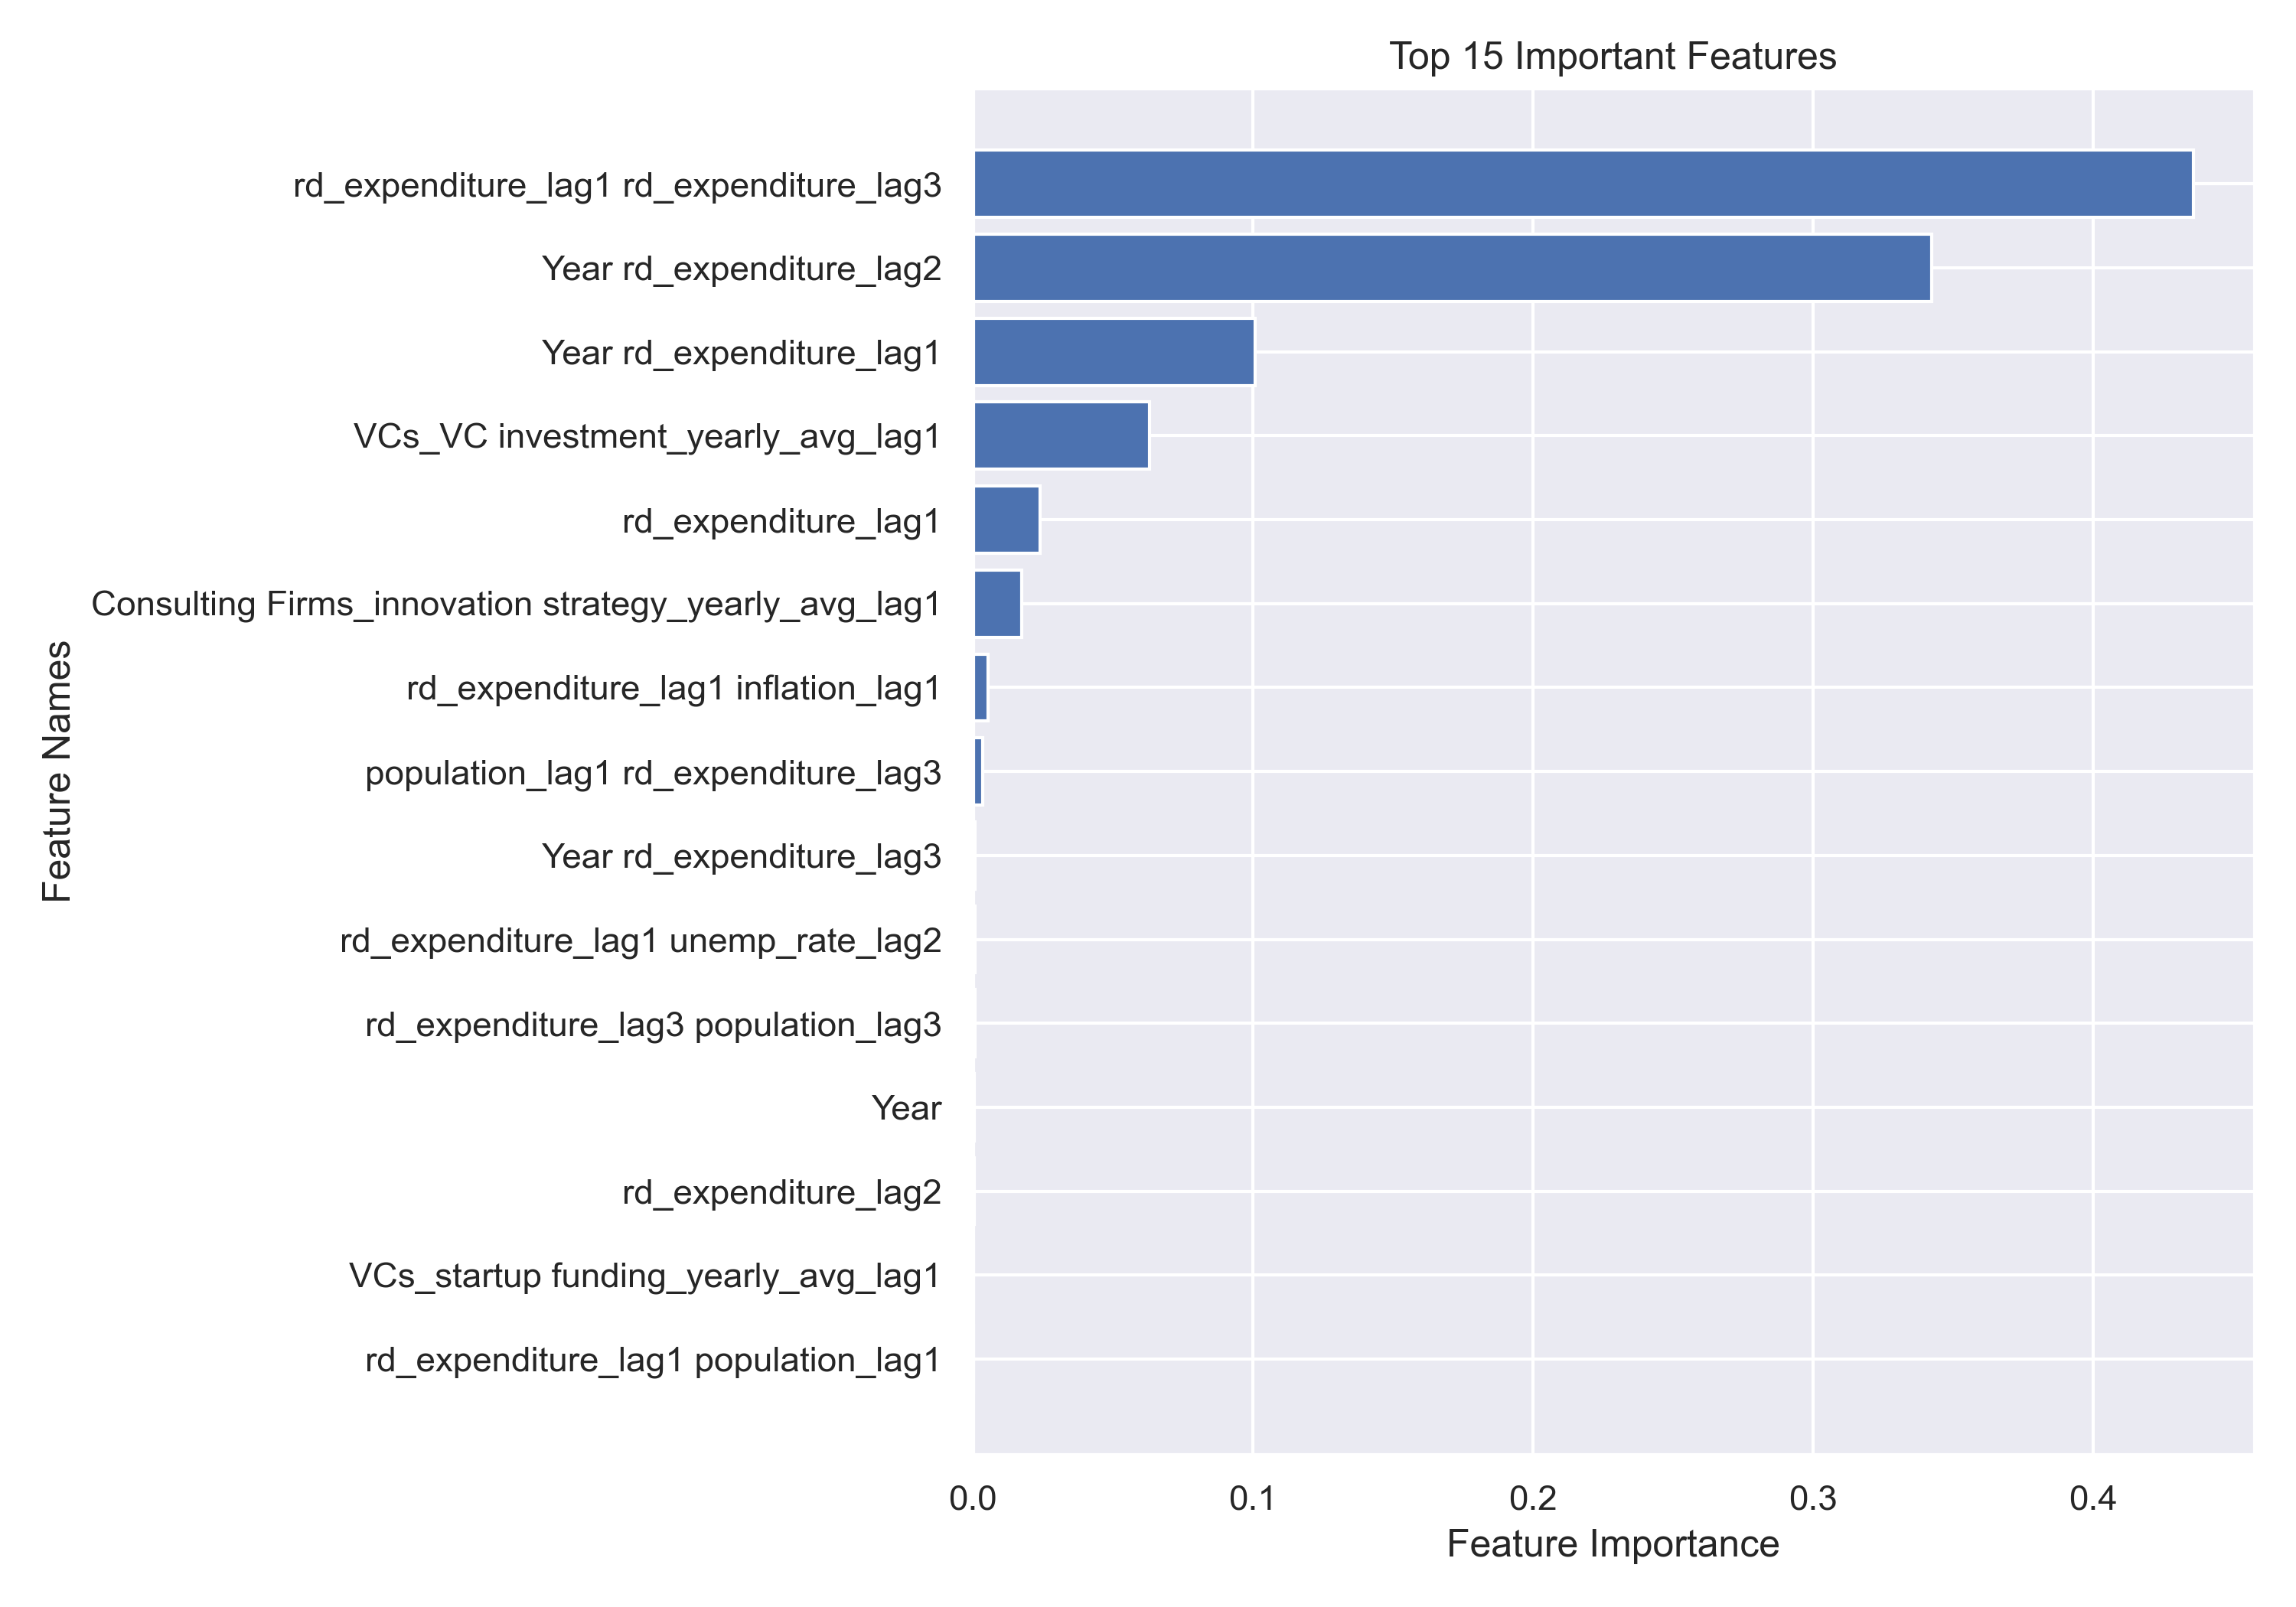 Top 15 Important Features
rd_expenditure_lag1 rd_expenditure_lag3
Year rd_expenditure_lag2
Year rd_expenditure_lag1
VCs_VC investment_yearly_avg_lag1
rd_expenditure_lag1
Consulting Firms_innovation strategy_yearly_avg_lag1
rd_expenditure_lag1 inflation_lag1
population_lag1 rd_expenditure_lag3
Year rd_expenditure_lag3
rd_expenditure_lag1 unemp_rate_lag2
rd_expenditure_lag3 population_lag3
Year
rd_expenditure_lag2
VCs_startup funding_yearly_avg_lag1
rd_expenditure_lag1 population_lag1
Feature Names
0.0 0.1 0.2 0.3 0.4
Feature Importance